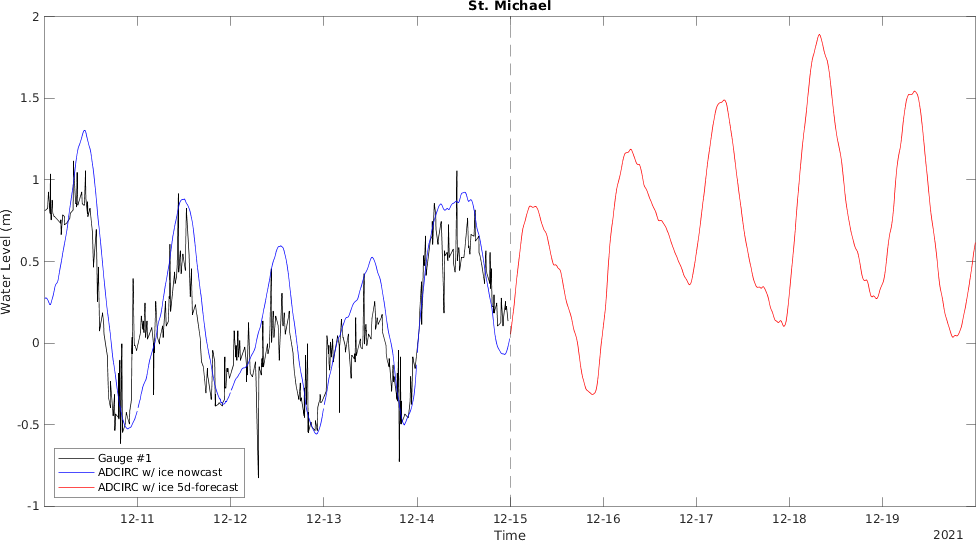 St. Michael
Water Level (m)
2
1.5
1
0.5
0
-0.5
-1
Gauge #1
ADCIRC w/ ice nowcast
ADCIRC w/ ice 5d-forecast
12-11 12-12 12-13 12-14 12-15 12-16 12-17 12-18 12-19
Time
2021